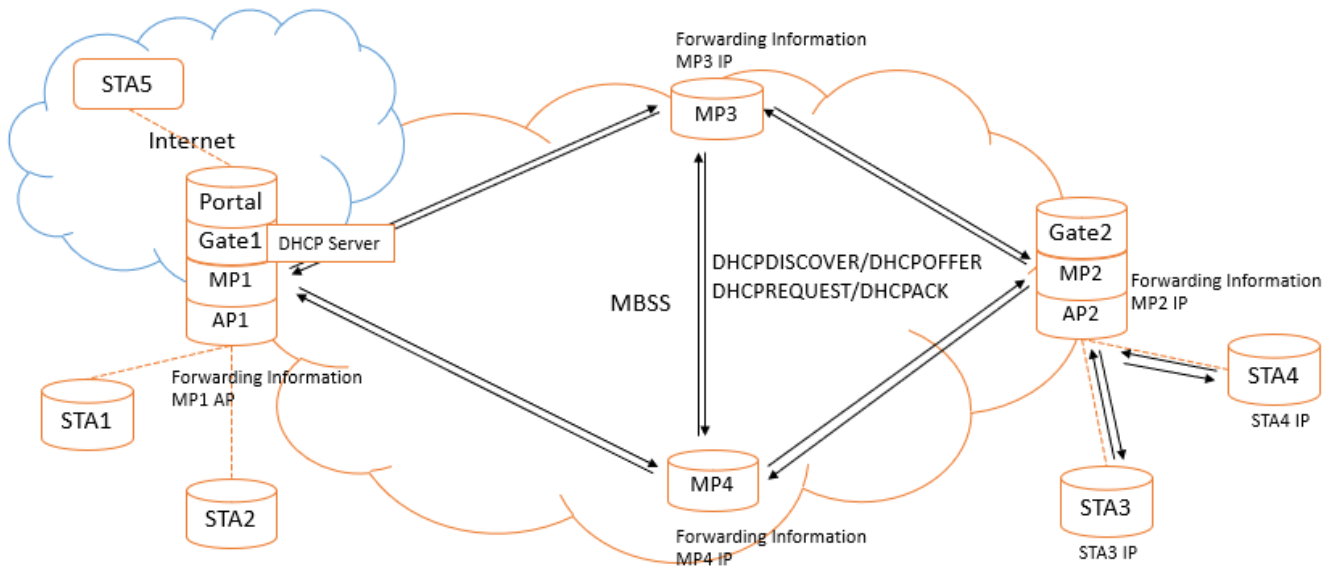 Forwarding Information
MP3 IP
STA5
MP3
Internet
Portal
Gate1
DHCP Server
MP1
AP1
Gate2
MP2
AP2
DHCPDISCOVER/DHCPOFFER
DHCPREQUEST/DHCPACK
MBSS
Forwarding Information
MP2 IP
Forwarding Information
MP1 AP
STA1
STA2
STA4
STA4 IP
MP4
Forwarding Information
MP4 IP
STA3
STA3 IP